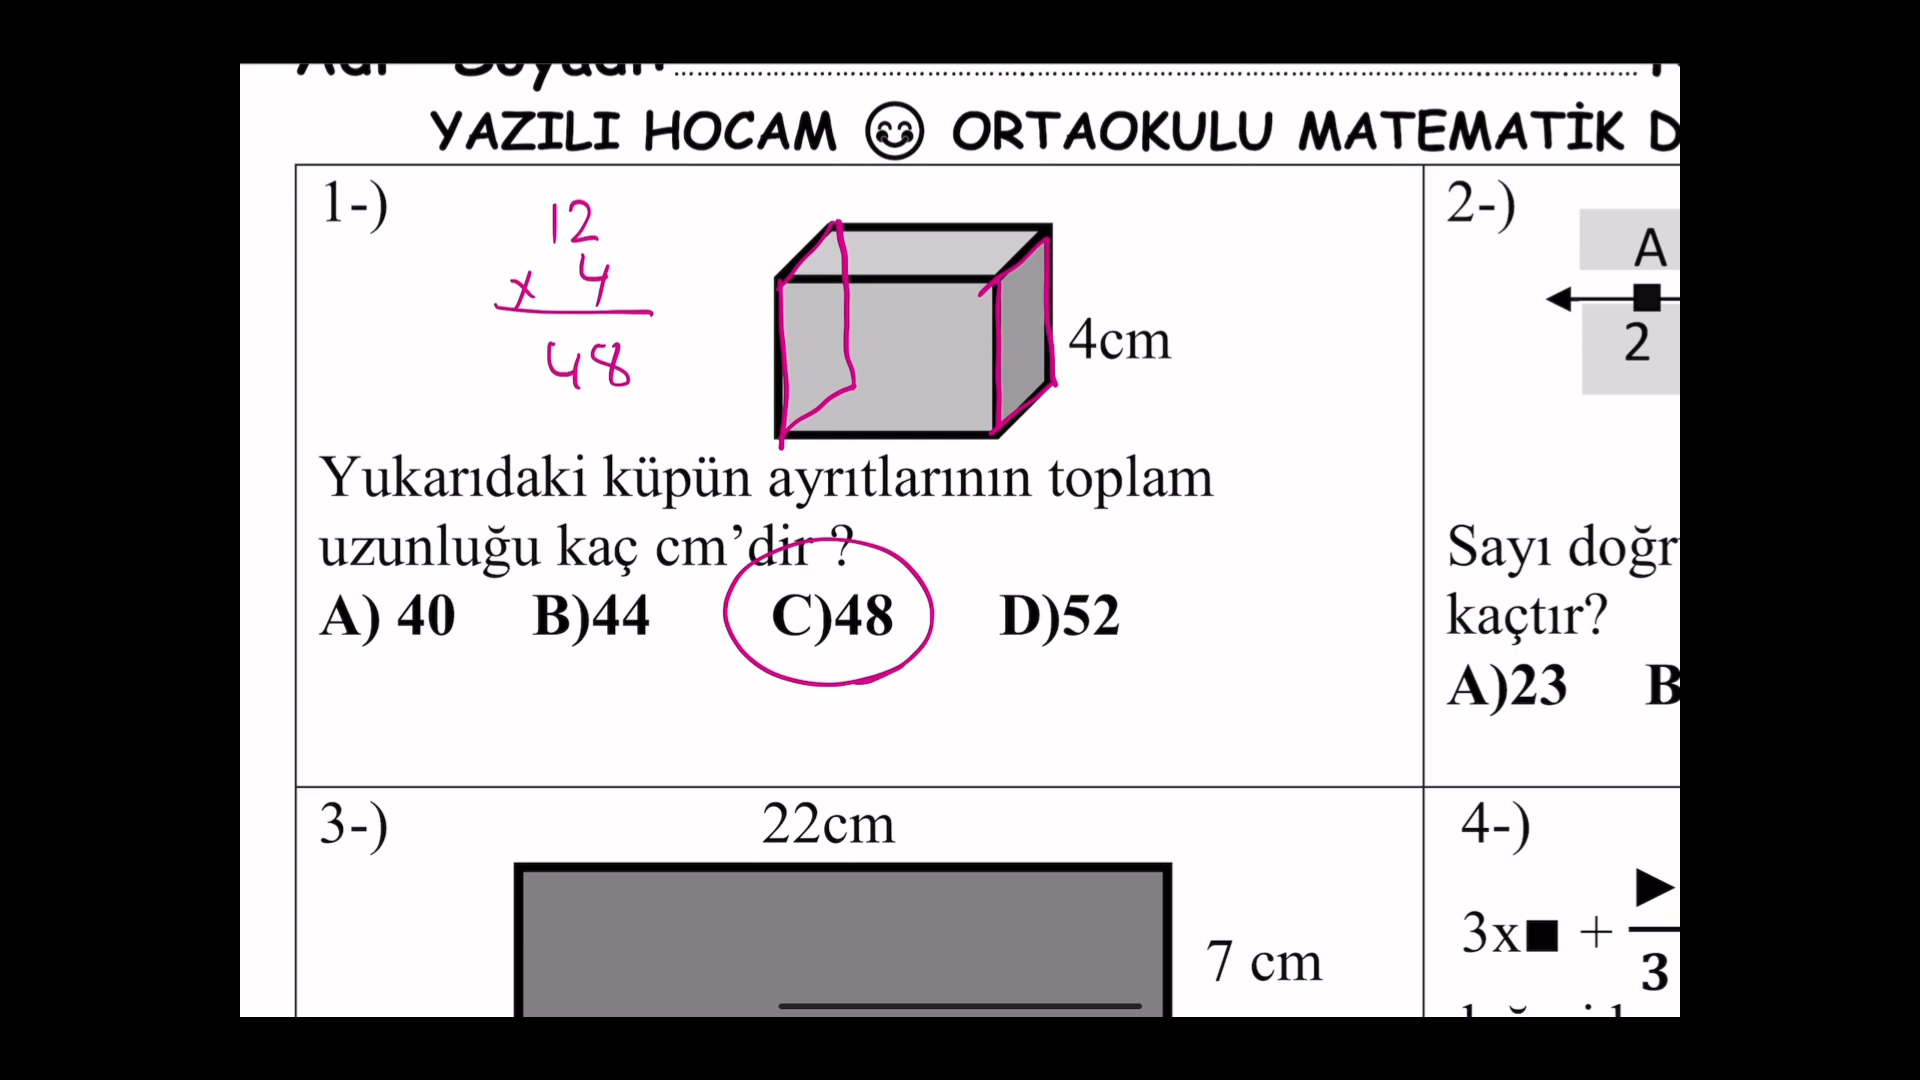 YAZILI HOCAM 😊 ORTAOKULU MATEMATİK D
1-)
12
x 4
48
4cm
Yukarıdaki küpün ayrıtlarının toplam
uzunluğu kaç cm’dir ?
A) 40 B)44 C)48 D)52
2-)
A
2
Sayı doğr
kaçtır?
A)23 B
3-)
22cm
7 cm
4-)
3x■ + ▶
3